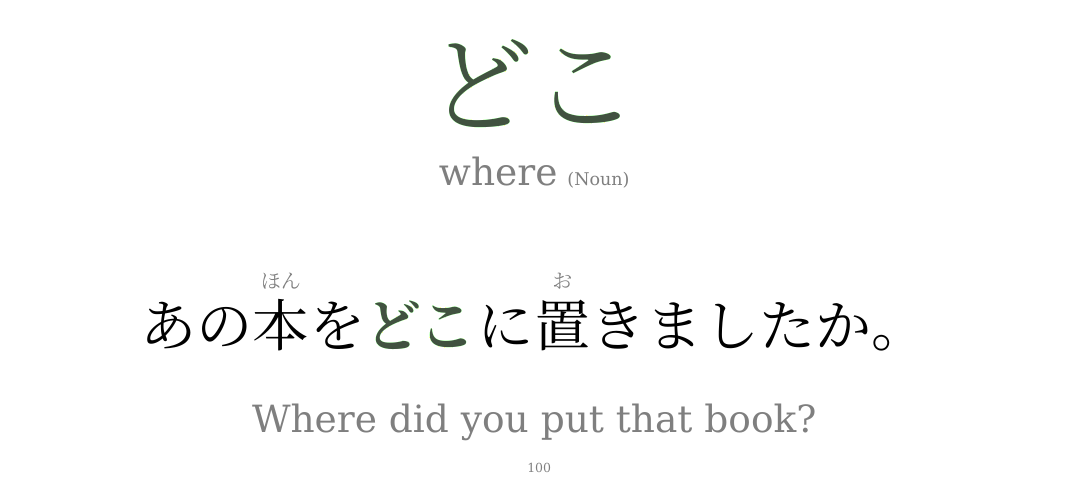 どこ
where (Noun)
ほん お
あの本をどこに置きましたか。
Where did you put that book?
100